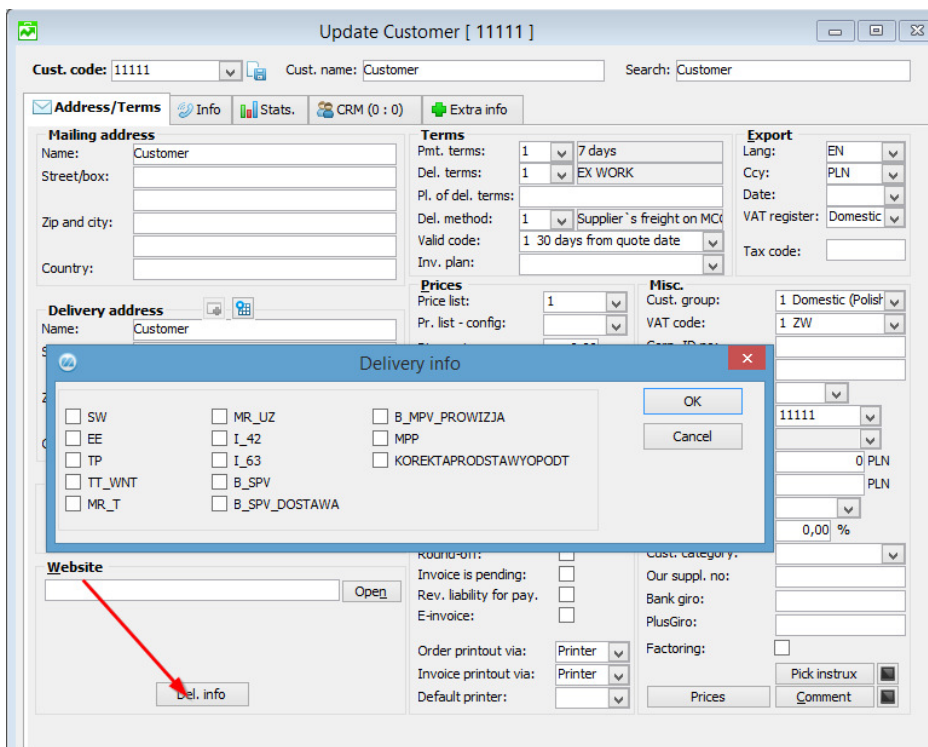 Update Customer [ 11111 ]
Cust. code: 11111 Cust. name: Customer Search: Customer
Address/Terms Info Stats. CRM (0 : 0) Extra info
Mailing address
Name: Customer
Street/box:
Zip and city:
Country:
Delivery address
Name: Customer
Terms
Pmt. terms: 1 7 days
Del. terms: 1 EX WORK
Pl. of del. terms:
Del. method: 1 Supplier`s freight on MCC
Valid code: 1 30 days from quote date
Inv. plan:
Export
Lang: EN
Ccy: PLN
Date:
VAT register: Domestic
Tax code:
Prices
Price list: 1
Pr. list - config:
Misc.
Cust. group: 1 Domestic (Polish
VAT code: 1 ZW
Delivery info
SW MR_UZ B_MPV_PROWIZJA
EE I_42 MPP
TP I_63 KOREKTAPRODSTAWYOPODT
TT_WNT B_SPV
MR_T B_SPV_DOSTAWA
OK
Cancel
11111
0 PLN
PLN
0,00 %
Website
Open
Del. info
Round-off:
Invoice is pending:
Rev. liability for pay.
E-invoice:
Order printout via: Printer
Invoice printout via: Printer
Default printer:
Cust. category:
Our suppl. no:
Bank giro:
PlusGiro:
Factoring:
Pick instrux
Prices Comment